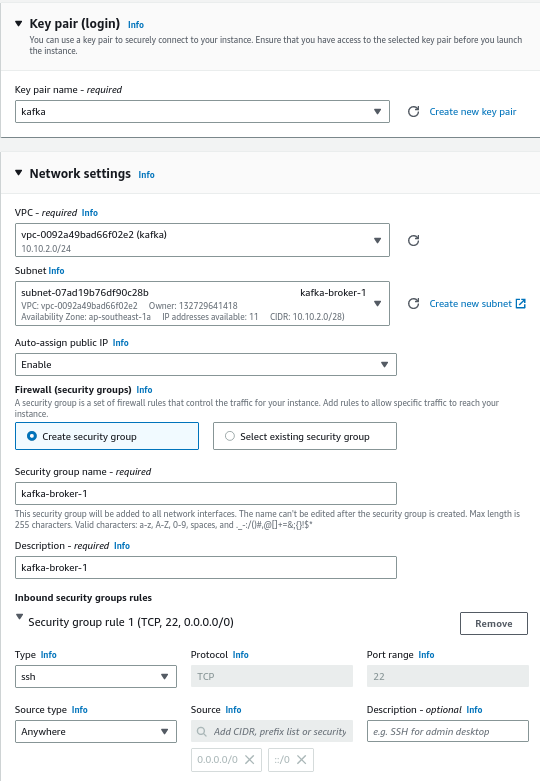 Key pair (login) Info
You can use a key pair to securely connect to your instance. Ensure that you have access to the selected key pair before you launch
the instance.
Key pair name - required
kafka
Create new key pair
Network settings Info
VPC - required Info
vpc-0092a49bad66f02e2 (kafka)
10.10.2.0/24
Subnet Info
subnet-07ad19b76df90c28b kafka-broker-1
VPC: vpc-0092a49bad66f02e2 Owner: 132729641418
Availability Zone: ap-southeast-1a IP addresses available: 11 CIDR: 10.10.2.0/28)
Create new subnet
Auto-assign public IP Info
Enable
Firewall (security groups) Info
A security group is a set of firewall rules that control the traffic for your instance. Add rules to allow specific traffic to reach your
instance.
Create security group
Select existing security group
Security group name - required
kafka-broker-1
This security group will be added to all network interfaces. The name can't be edited after the security group is created. Max length is
255 characters. Valid characters: a-z, A-Z, 0-9, spaces, and ._-:/()#,@[]+=&;{}!$*
Description - required Info
kafka-broker-1
Inbound security groups rules
Security group rule 1 (TCP, 22, 0.0.0.0/0)
Remove
Type Info Protocol Info Port range Info
ssh TCP 22
Source type Info Source Info Description - optional Info
Anywhere Add CIDR, prefix list or security e.g. SSH for admin desktop
0.0.0.0/0 ::/0